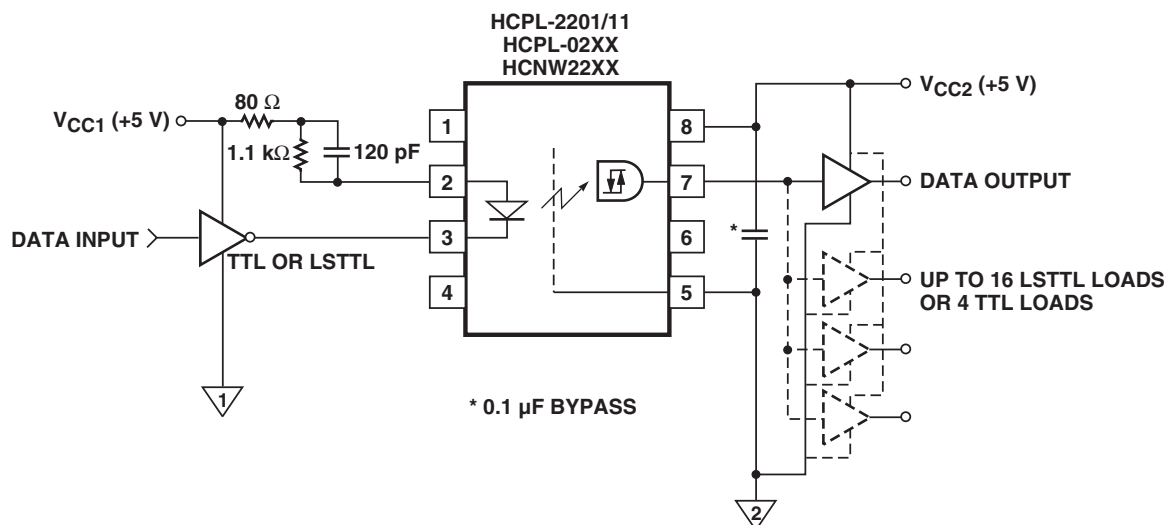 HCPL-2201/11
HCPL-02XX
HCNW22XX
VCC1 (+5 V)
80 Ω
1.1 kΩ
120 pF
DATA INPUT
TTL OR LSTTL
1
2
3
4
8
7
6
5
VCC2 (+5 V)
DATA OUTPUT
*
UP TO 16 LSTTL LOADS
OR 4 TTL LOADS
1
* 0.1 µF BYPASS
2